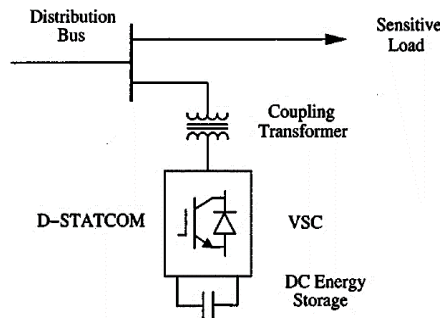 Distribution
Bus
Sensitive
Load
Coupling
Transformer
D-STATCOM
VSC
DC Energy
Storage